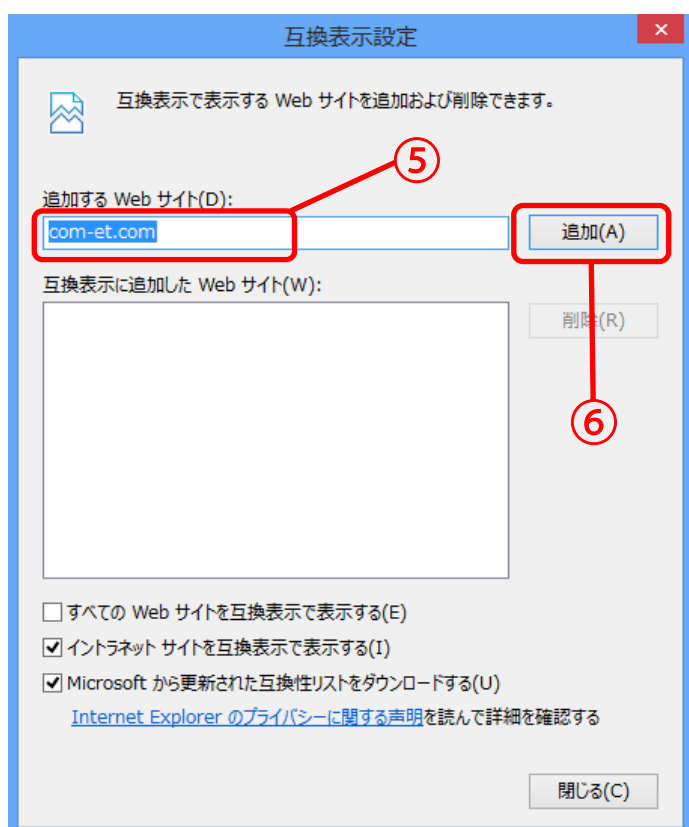 互換表示設定
互換表示で表示する Web サイトを追加および削除できます。
⑤
追加する Web サイト(D):
com-et.com
追加(A)
互換表示に追加した Web サイト(W):
削除(R)
⑥
すべての Web サイトを互換表示で表示する(E)
イントラネット サイトを互換表示で表示する(I)
Microsoft から更新された互換性リストをダウンロードする(U)
Internet Explorer のプライバシーに関する声明を読んで詳細を確認する
閉じる(C)